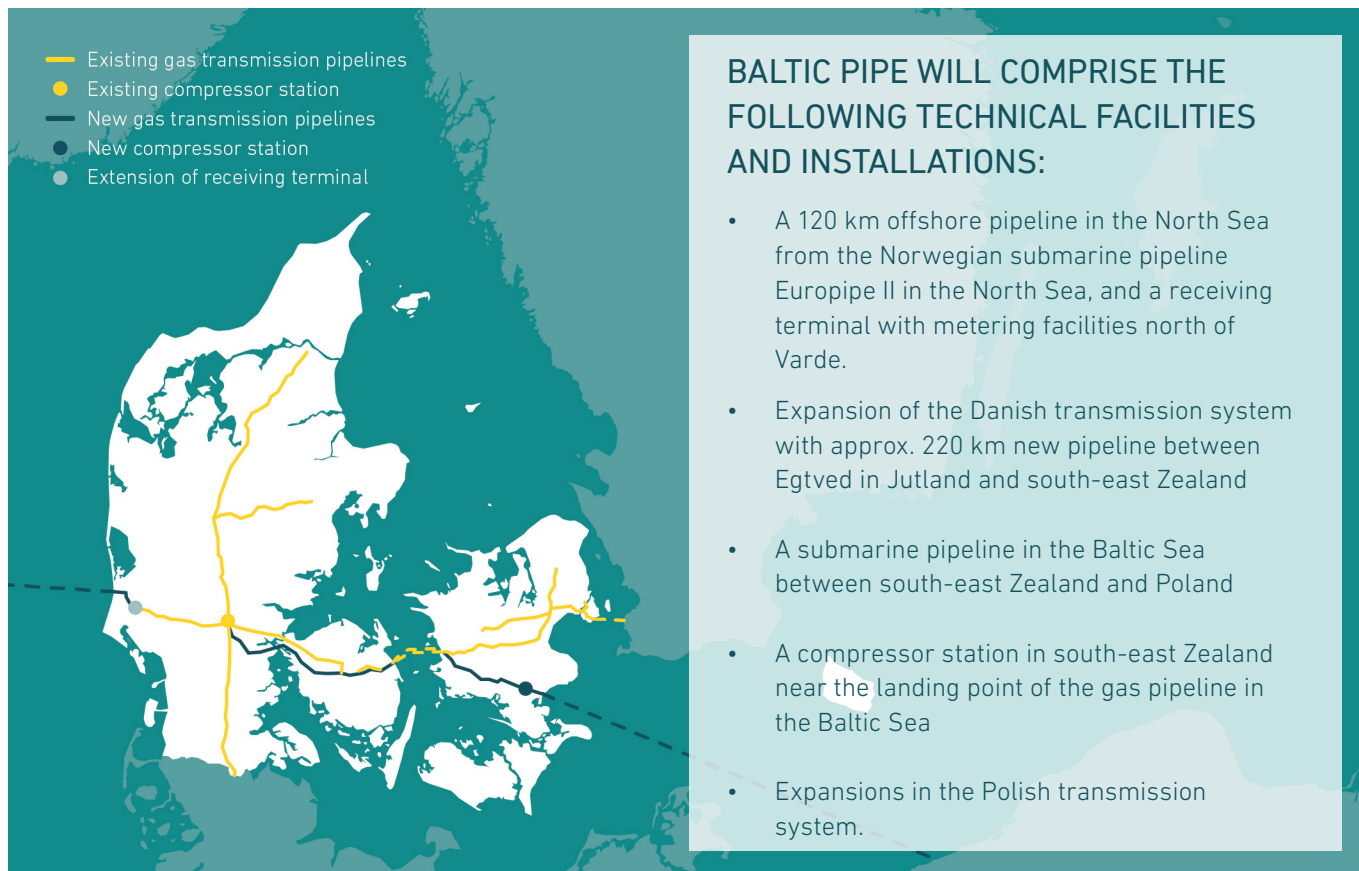 Existing gas transmission pipelines
Existing compressor station
New gas transmission pipelines
New compressor station
Extension of receiving terminal
BALTIC PIPE WILL COMPRISE THE
FOLLOWING TECHNICAL FACILITIES
AND INSTALLATIONS:
• A 120 km offshore pipeline in the North Sea
from the Norwegian submarine pipeline
Europipe II in the North Sea, and a receiving
terminal with metering facilities north of
Varde.
• Expansion of the Danish transmission system
with approx. 220 km new pipeline between
Egtved in Jutland and south-east Zealand
• A submarine pipeline in the Baltic Sea
between south-east Zealand and Poland
• A compressor station in south-east Zealand
near the landing point of the gas pipeline in
the Baltic Sea
• Expansions in the Polish transmission
system.